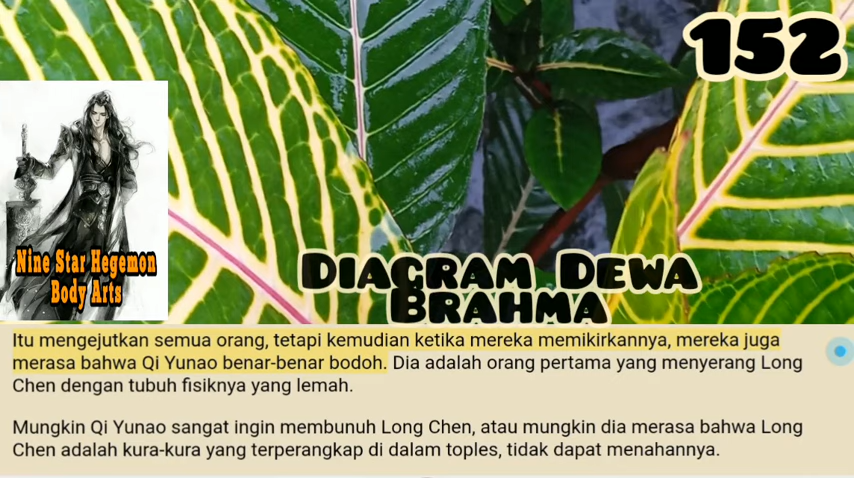 152
Nine Star Hegemon
Body Arts
Diagram Dewa
Brahma
Itu mengejutkan semua orang, tetapi kemudian ketika mereka memikirkannya, mereka juga
merasa bahwa Qi Yunao benar-benar bodoh. Dia adalah orang pertama yang menyerang Long
Chen dengan tubuh fisiknya yang lemah.
Mungkin Qi Yunao sangat ingin membunuh Long Chen, atau mungkin dia merasa bahwa Long
Chen adalah kura-kura yang terperangkap di dalam toples, tidak dapat menahannya.